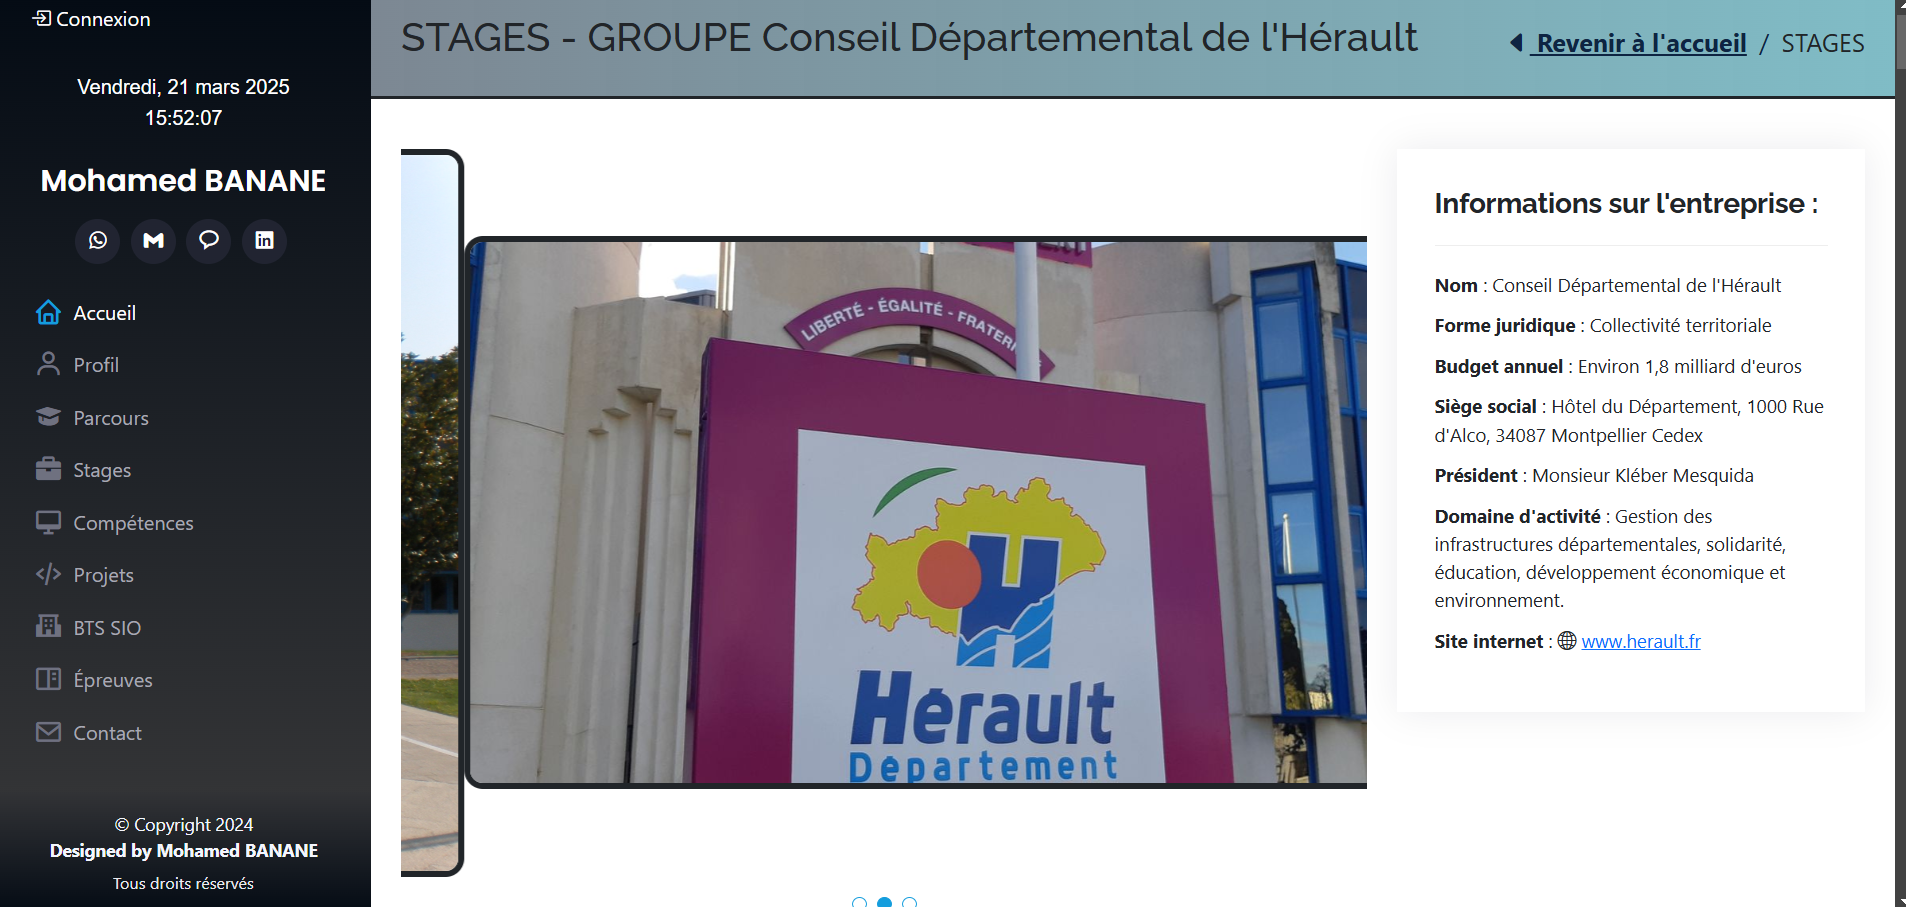 Connexion
Vendredi, 21 mars 2025
15:52:07
Mohamed BANANE
Accueil
Profil
Parcours
Stages
Compétences
Projets
BTS SIO
Épreuves
Contact
© Copyright 2024
Designed by Mohamed BANANE
Tous droits réservés
STAGES - GROUPE Conseil Départemental de l'Hérault
Revenir à l'accueil / STAGES
LIBERTÉ - ÉGALITÉ -
Hérault
Département
Informations sur l'entreprise :
Nom : Conseil Départemental de l'Hérault
Forme juridique : Collectivité territoriale
Budget annuel : Environ 1,8 milliard d'euros
Siège social : Hôtel du Département, 1000 Rue
d'Alco, 34087 Montpellier Cedex
Président : Monsieur Kléber Mesquida
Domaine d'activité : Gestion des
infrastructures départementales, solidarité,
éducation, développement économique et
environnement.
Site internet : www.herault.fr